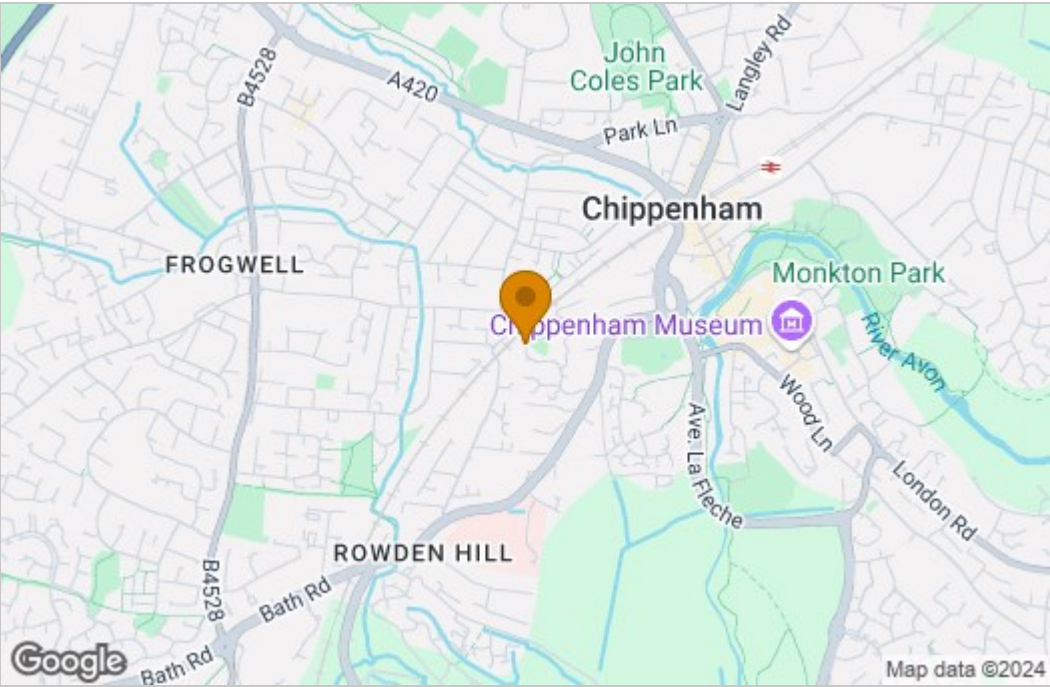 John
Coles Park
Langley Rd
B4528
A420
Park Ln
Chippenham
FROGWELL
Monkton Park
Chippenham Museum
River Avon
Wood Ln
Ave. La Fleche
London Rd
ROWDEN HILL
B4528
Bath Rd
Bath Rd
Google
Map data ©2024